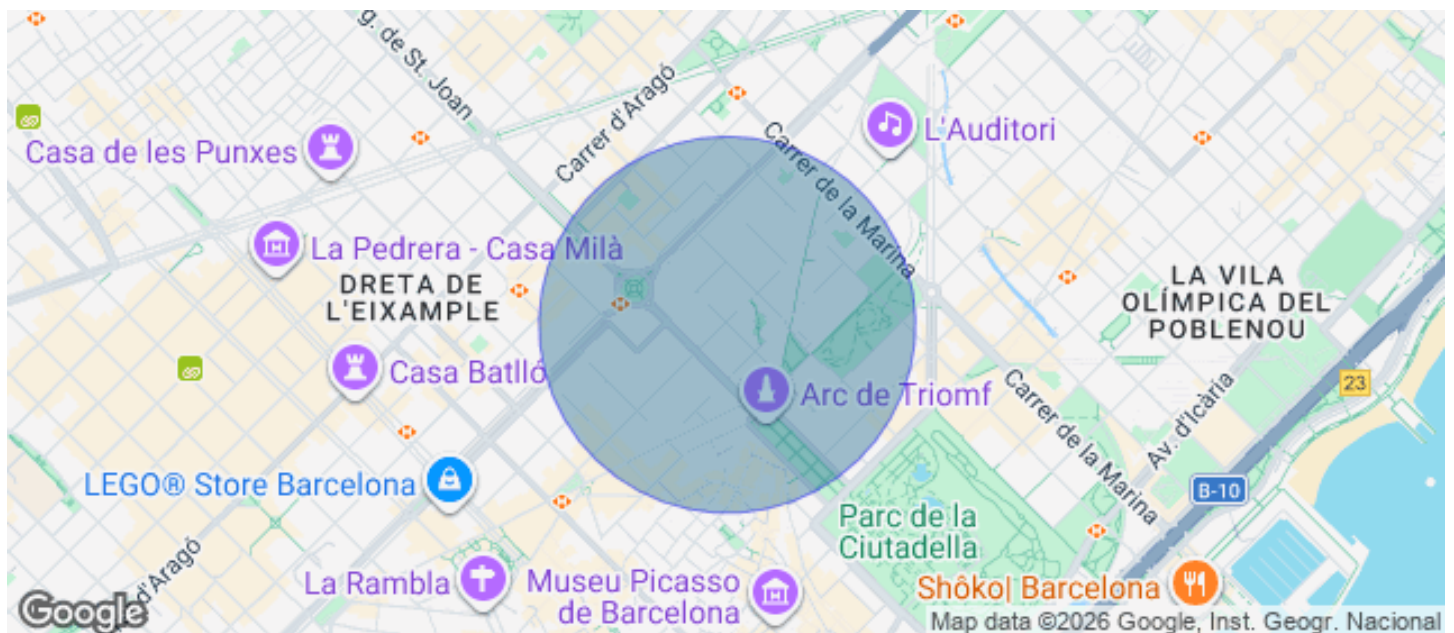 g. de St. Joan
Carrer d'Aragó
Carrer de la Marina
L'Auditori
Casa de les Punxes
La Pedrera - Casa Milà
DRETA DE
L'EIXAMPLE
LA VILA
OLÍMPICA DEL
POBLENOU
Casa Batlló
Arc de Triomf
23
Carrer de la Marina
Av. d'Icària
LEGO® Store Barcelona
B-10
Parc de la
Ciutadella
d'Aragó
La Rambla
Museu Picasso
de Barcelona
Shôko| Barcelona
Google
Map data ©2026 Google, Inst. Geogr. Nacional